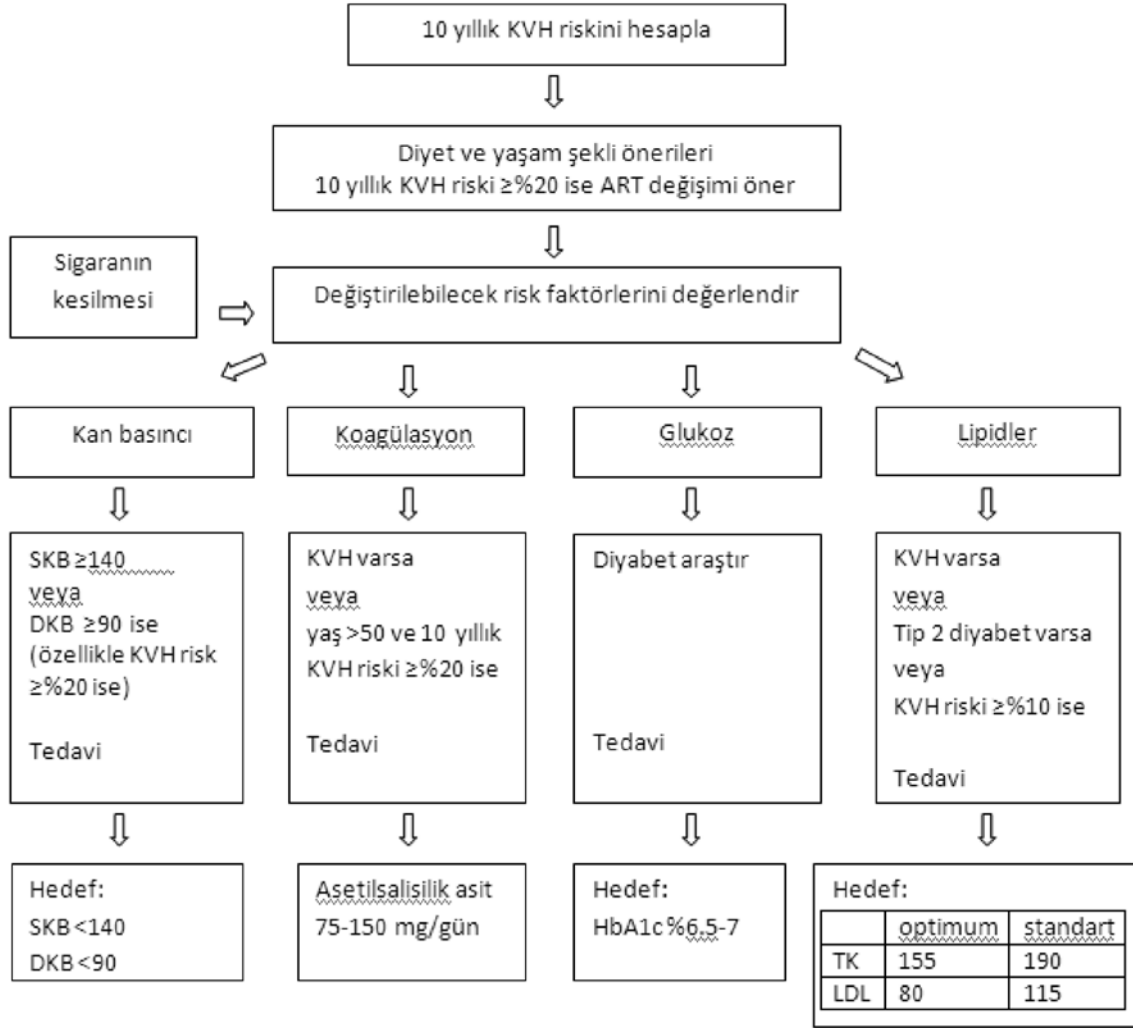 10 yıllık KVH riskini hesapla
Diyet ve yaşam şekli önerileri
10 yıllık KVH riski ≥%20 ise ART değişimi öner
Sigaranın
kesilmesi
Değiştirilebilecek risk faktörlerini değerlendir
Kan basıncı
Koagülasyon
Glukoz
Lipidler
SKB ≥140
veya
DKB ≥90 ise
(özellikle KVH risk
≥%20 ise)
Tedavi
KVH varsa
veya
yaş >50 ve 10 yıllık
KVH riski ≥%20 ise
Tedavi
Diyabet araştır
Tedavi
KVH varsa
veya
Tip 2 diyabet varsa
veya
KVH riski ≥%10 ise
Tedavi
Hedef:
SKB <140
DKB <90
Asetilsalisilik asit
75-150 mg/gün
Hedef:
HbA1c %6,5-7
Hedef:
optimum standart
TK 155 190
LDL 80 115